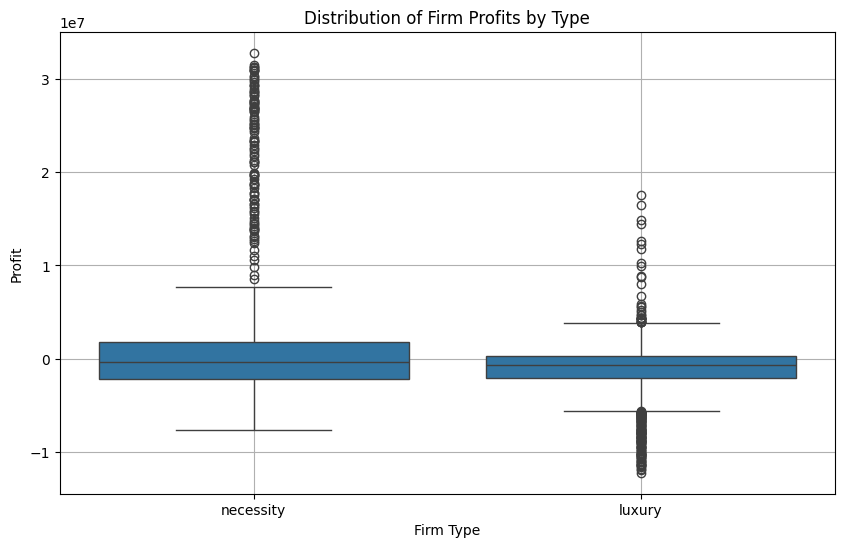 Distribution of Firm Profits by Type
1e7
3
2
1
0
−1
Profit
necessity luxury
Firm Type